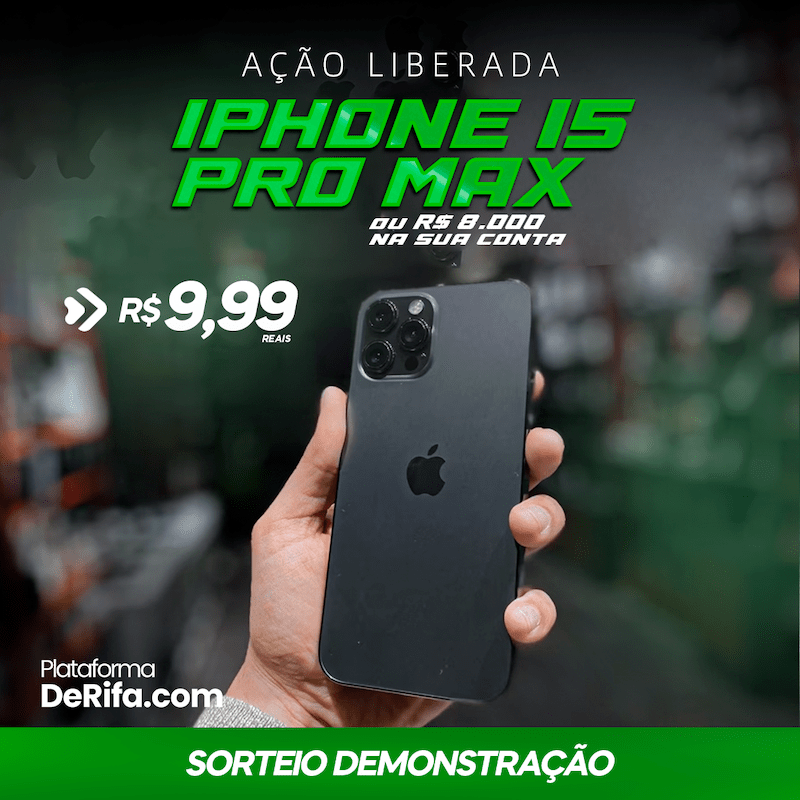 AÇÃO LIBERADA
IPHONE 15
PRO MAX
OU R$ 8.000
NA SUA CONTA
R$ 9,99
REAIS
Plataforma
DeRifa.com
SORTEIO DEMONSTRAÇÃO